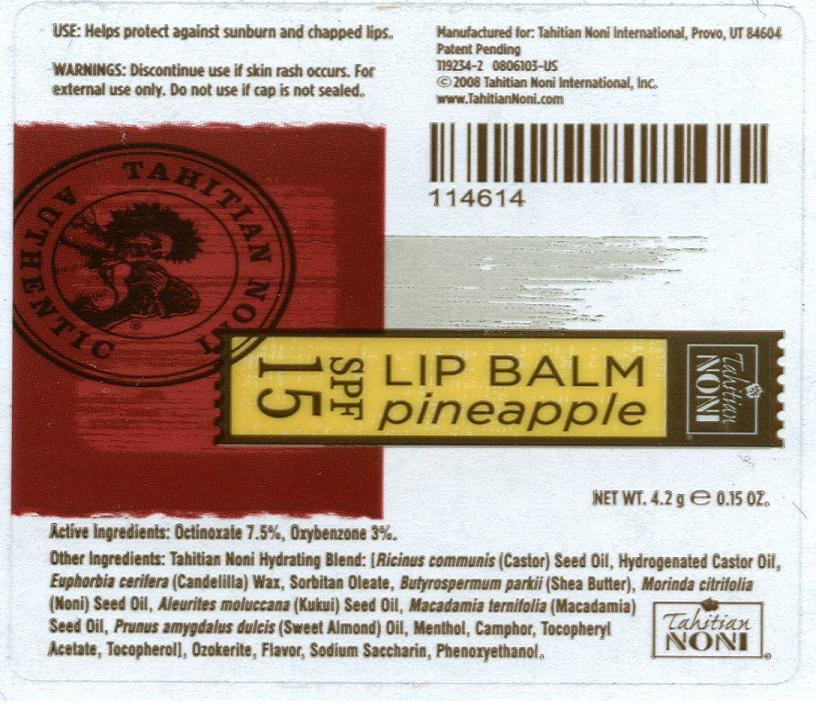 USE: Helps protect against sunburn and chapped lips.
WARNINGS: Discontinue use if skin rash occurs. For
external use only. Do not use if cap is not sealed.
Manufactured for: Tahitian Noni International, Provo, UT 84604
Patent Pending
119234-2 0806103-US
© 2008 Tahitian Noni International, Inc.
www.TahitianNoni.com
114614
TAHITIAN NONI
AUTHENTIC
®
SPF
15
LIP BALM
pineapple
Tahitian
NONI
NET WT. 4.2 g ℮ 0.15 OZ.
Active Ingredients: Octinoxate 7.5%, Oxybenzone 3%.
Other Ingredients: Tahitian Noni Hydrating Blend: [Ricinus communis (Castor) Seed Oil, Hydrogenated Castor Oil,
Euphorbia cerifera (Candelilla) Wax, Sorbitan Oleate, Butyrospermum parkii (Shea Butter), Morinda citrifolia
(Noni) Seed Oil, Aleurites moluccana (Kukui) Seed Oil, Macadamia ternifolia (Macadamia)
Seed Oil, Prunus amygdalus dulcis (Sweet Almond) Oil, Menthol, Camphor, Tocopheryl
Acetate, Tocopherol], Ozokerite, Flavor, Sodium Saccharin, Phenoxyethanol.
Tahitian
NONI